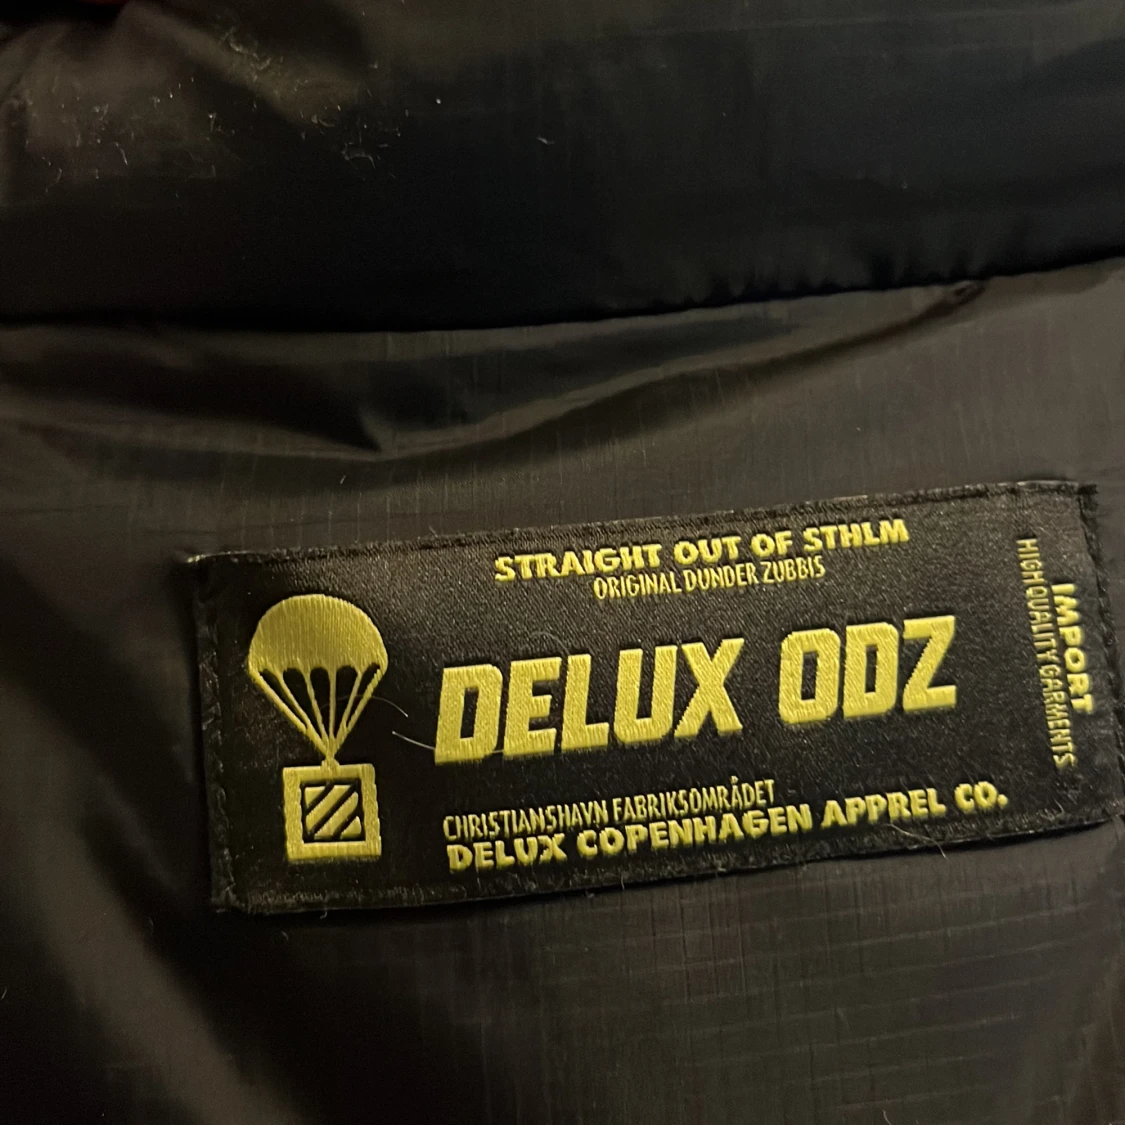 STRAIGHT OUT OF STHLM
ORIGINAL DUNDER ZUBBIS
DELUX ODZ
CHRISTIANSHAVN FABRIKSOMRÅDET
DELUX COPENHAGEN APPREL CO.
IMPORT
HIGH QUALITY GARMENTS